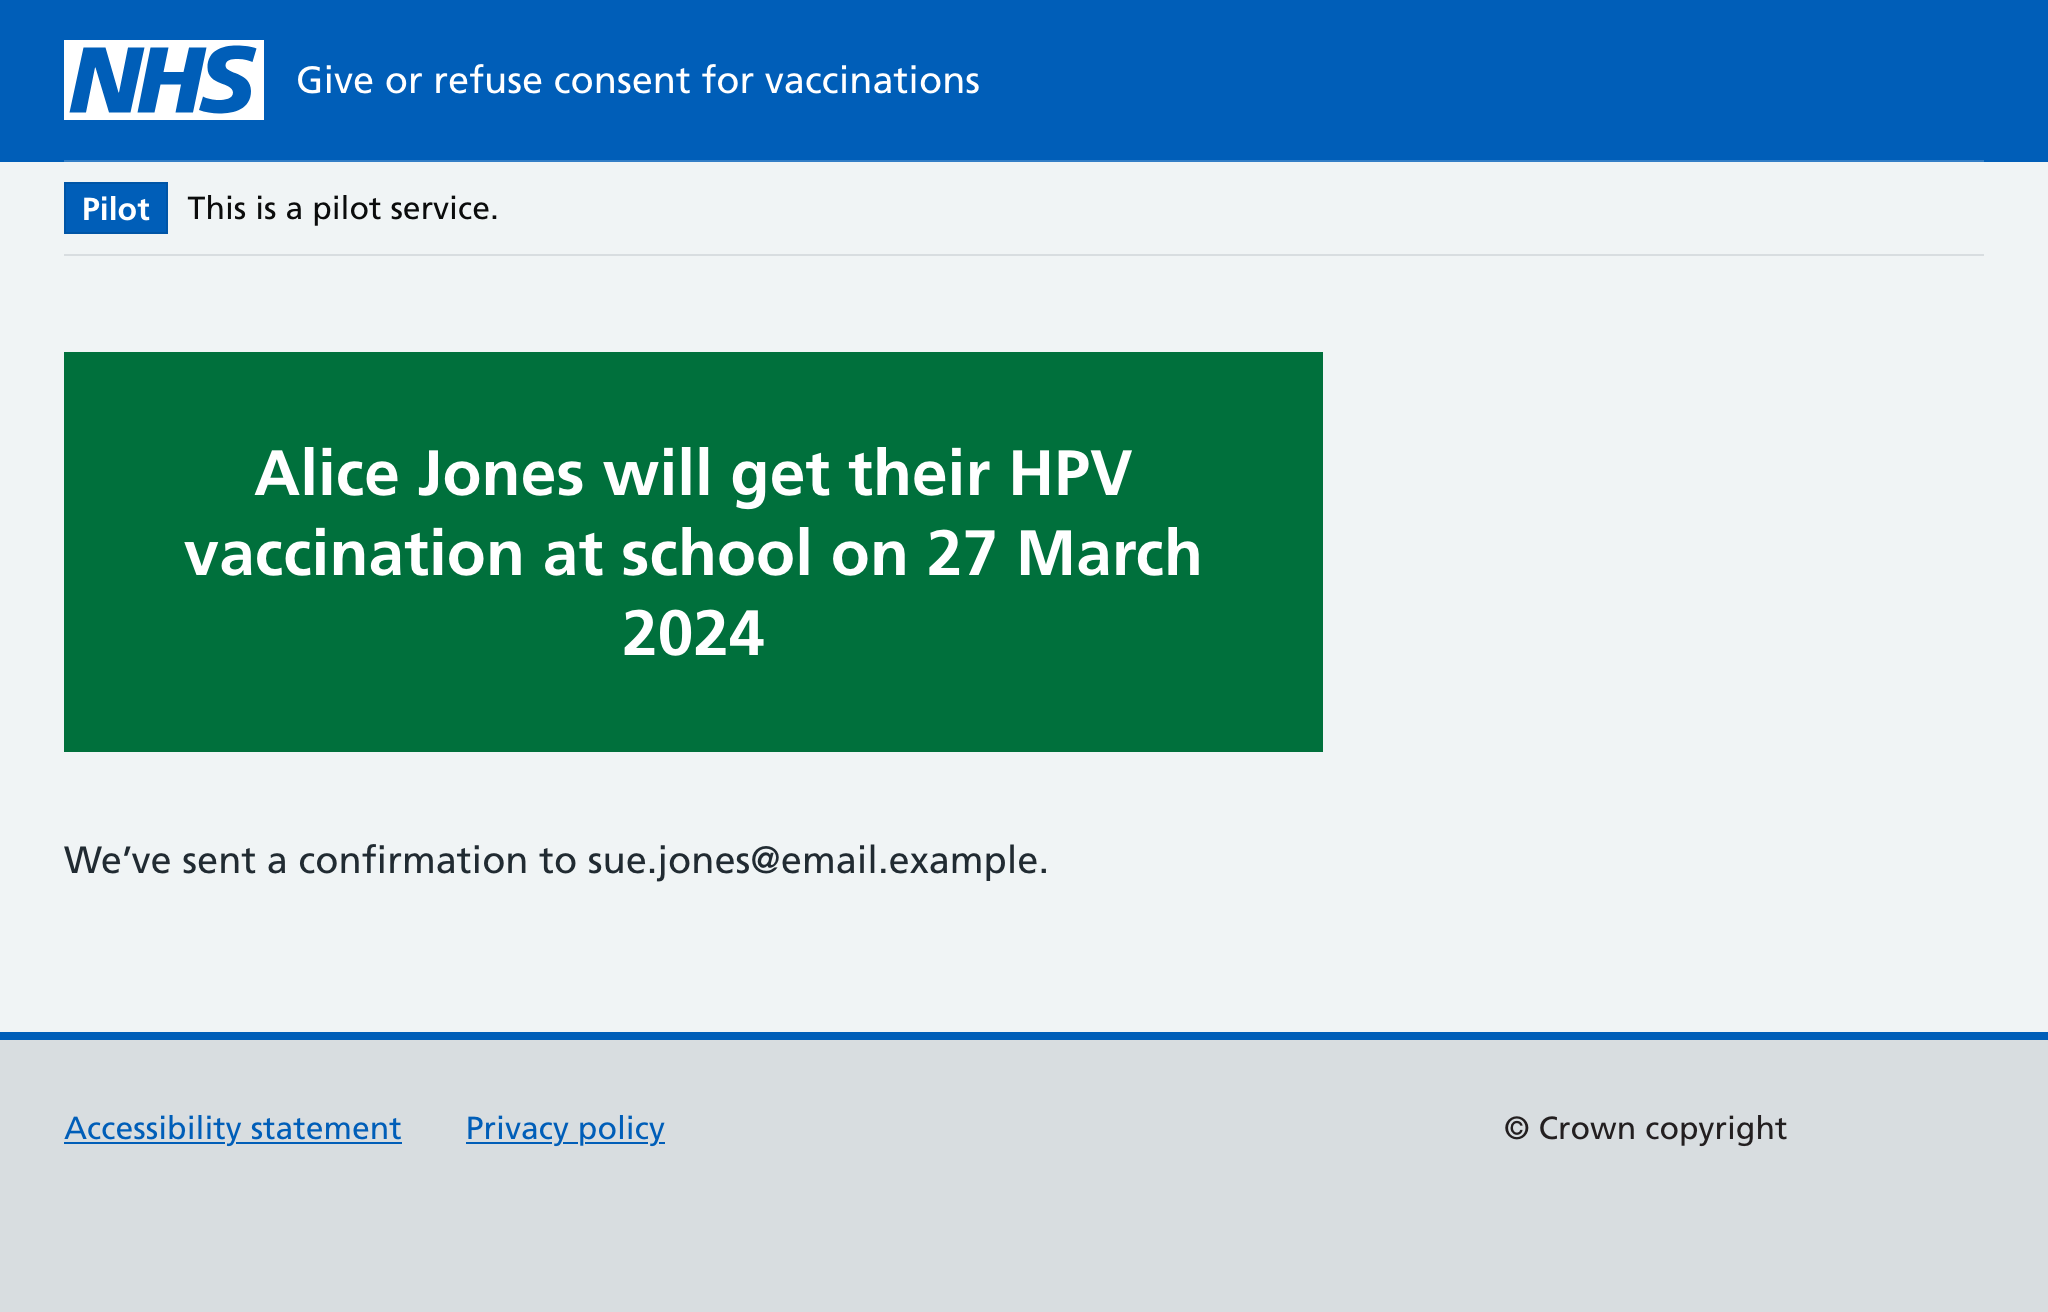 NHS
Give or refuse consent for vaccinations
Pilot
This is a pilot service.
Alice Jones will get their HPV
vaccination at school on 27 March
2024
We’ve sent a confirmation to sue.jones@email.example.
Accessibility statement
Privacy policy
© Crown copyright